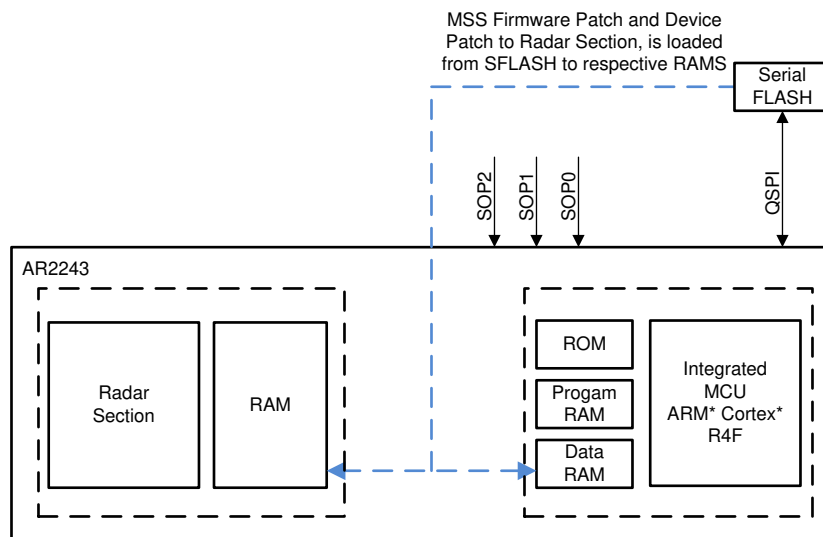 MSS Firmware Patch and Device
Patch to Radar Section, is loaded
from SFLASH to respective RAMS
Serial
FLASH
SOP2
SOP1
SOP0
QSPI
AR2243
Radar
Section
RAM
ROM
Progam
RAM
Data
RAM
Integrated
MCU
ARM* Cortex*
R4F